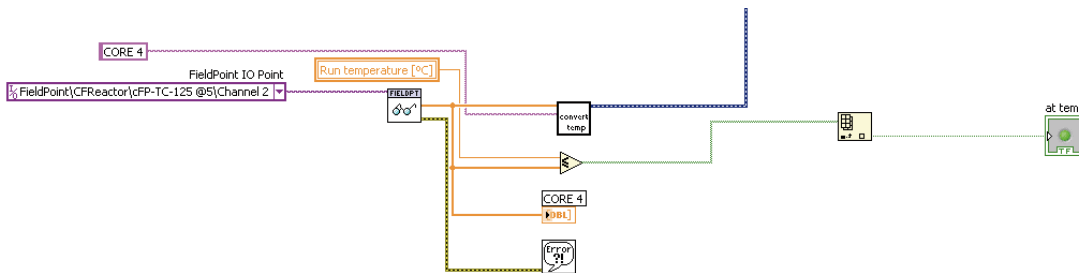 CORE 4
FieldPoint IO Point
Run temperature [ºC]
I/O FieldPoint\CFReactor\cFP-TC-125 @5\Channel 2
FIELDPT
convert
temp
at tem
TF
CORE 4
DBL
Error
?!